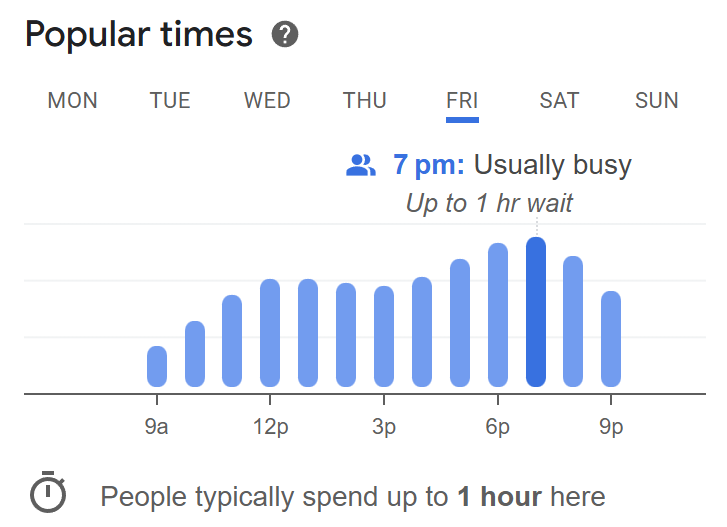 Popular times ?
MON TUE WED THU FRI SAT SUN
7 pm: Usually busy
Up to 1 hr wait
9a 12p 3p 6p 9p
People typically spend up to 1 hour here